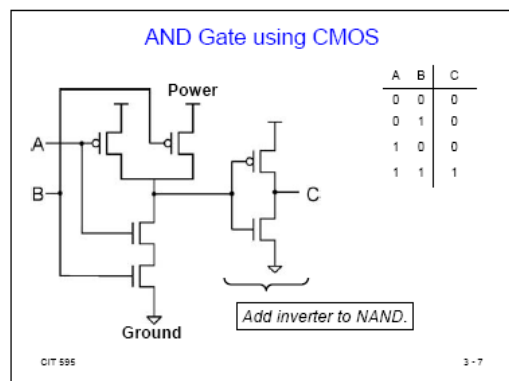 AND Gate using CMOS
Power
A
B
C
Ground
Add inverter to NAND.
A B C
0 0 0
0 1 0
1 0 0
1 1 1
CIT 595
3 - 7